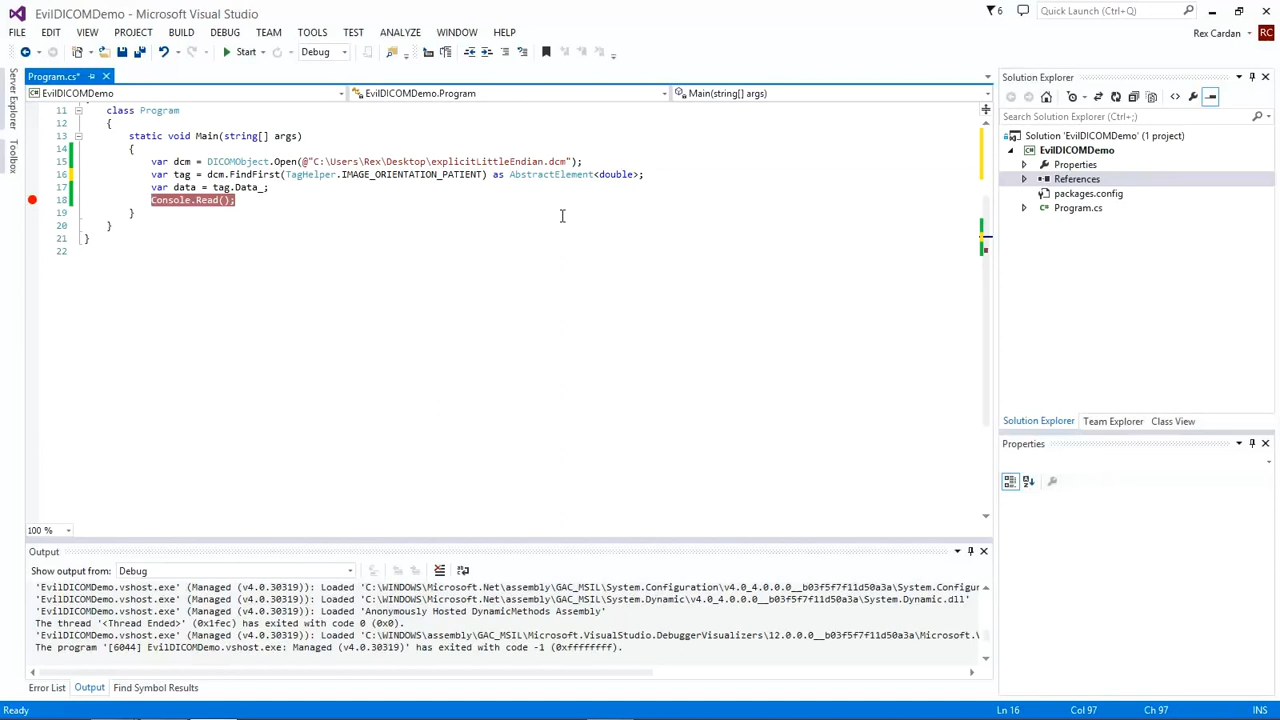 EvilDICOMDemo - Microsoft Visual Studio
6
Quick Launch (Ctrl+Q)
FILE EDIT VIEW PROJECT BUILD DEBUG TEAM TOOLS TEST ANALYZE WINDOW HELP
Rex Cardan
RC
Start
Debug
Server Explorer
Toolbox
Program.cs*
EvilDICOMDemo
EvilDICOMDemo.Program
Main(string[] args)
11 class Program
12 {
13 static void Main(string[] args)
14 {
15 var dcm = DICOMObject.Open(@"C:\Users\Rex\Desktop\explicitLittleEndian.dcm");
16 var tag = dcm.FindFirst(TagHelper.IMAGE_ORIENTATION_PATIENT) as AbstractElement<double>;
17 var data = tag.Data_;
18 Console.Read();
19 }
20 }
21 }
22
100 %
Solution Explorer
Search Solution Explorer (Ctrl+;)
Solution 'EvilDICOMDemo' (1 project)
EvilDICOMDemo
Properties
References
packages.config
Program.cs
Solution Explorer Team Explorer Class View
Properties
Output
Show output from: Debug
'EvilDICOMDemo.vshost.exe' (Managed (v4.0.30319)): Loaded 'C:\WINDOWS\Microsoft.Net\assembly\GAC_MSIL\System.Configuration\v4.0_4.0.0.0__b03f5f7f11d50a3a\System.Configur
'EvilDICOMDemo.vshost.exe' (Managed (v4.0.30319)): Loaded 'C:\WINDOWS\Microsoft.Net\assembly\GAC_MSIL\System.Dynamic\v4.0_4.0.0.0__b03f5f7f11d50a3a\System.Dynamic.dll'
'EvilDICOMDemo.vshost.exe' (Managed (v4.0.30319)): Loaded 'Anonymously Hosted DynamicMethods Assembly'
The thread '<Thread Ended>' (0x1fec) has exited with code 0 (0x0).
'EvilDICOMDemo.vshost.exe' (Managed (v4.0.30319)): Loaded 'C:\WINDOWS\assembly\GAC_MSIL\Microsoft.VisualStudio.DebuggerVisualizers\12.0.0.0__b03f5f7f11d50a3a\Microsoft.V
The program '[6044] EvilDICOMDemo.vshost.exe: Managed (v4.0.30319)' has exited with code -1 (0xffffffff).
Error List Output Find Symbol Results
Ready
Ln 16
Col 97
Ch 97
INS